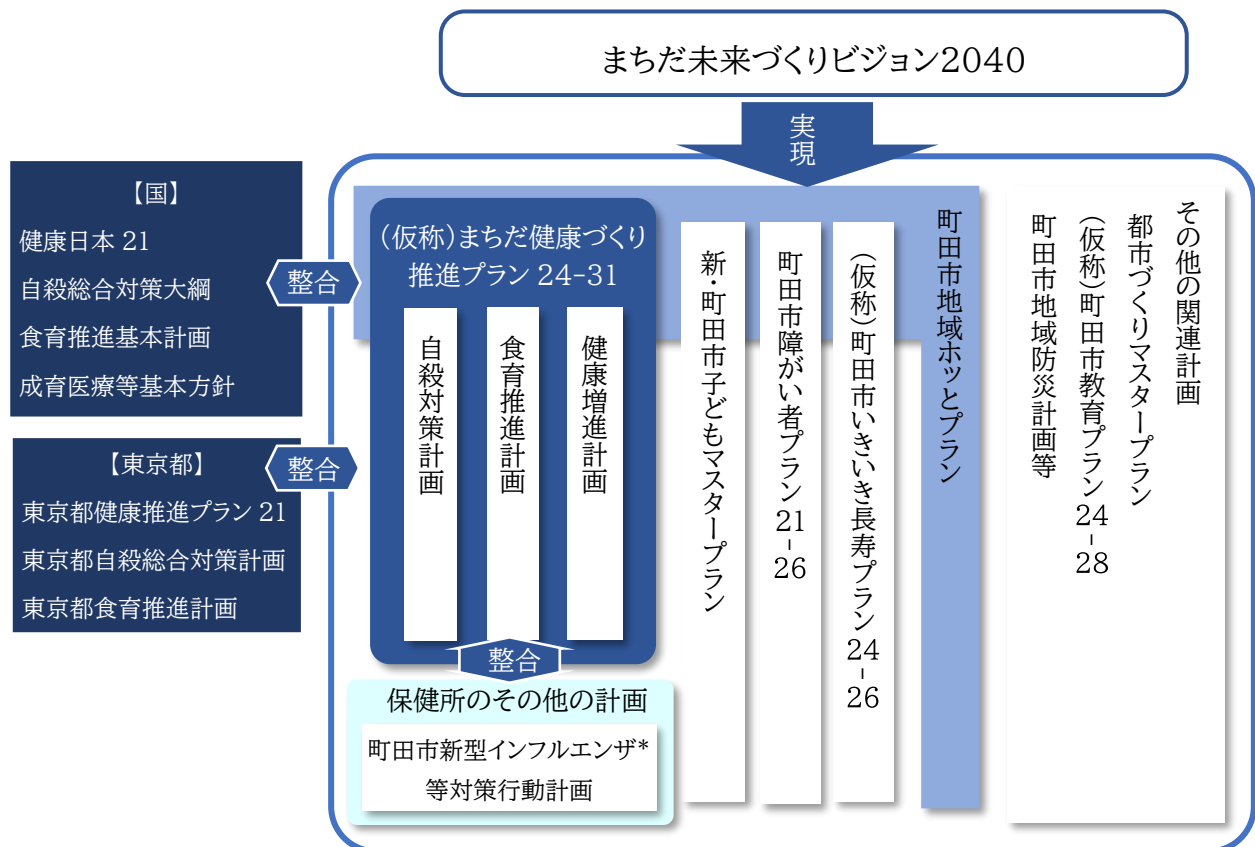 まちだ未来づくりビジョン2040
実現
【国】
健康日本 21
自殺総合対策大綱
食育推進基本計画
成育医療等基本方針
整合
【東京都】
東京都健康推進プラン 21
東京都自殺総合対策計画
東京都食育推進計画
整合
(仮称)まちだ健康づくり
推進プラン 24-31
自殺対策計画
食育推進計画
健康増進計画
整合
保健所のその他の計画
町田市新型インフルエンザ*
等対策行動計画
新・町田市子どもマスタープラン
町田市障がい者プラン21-26
(仮称)町田市いきいき長寿プラン24-26
町田市地域ホッとプラン
その他の関連計画
都市づくりマスタープラン
(仮称)町田市教育プラン24-28
町田市地域防災計画等